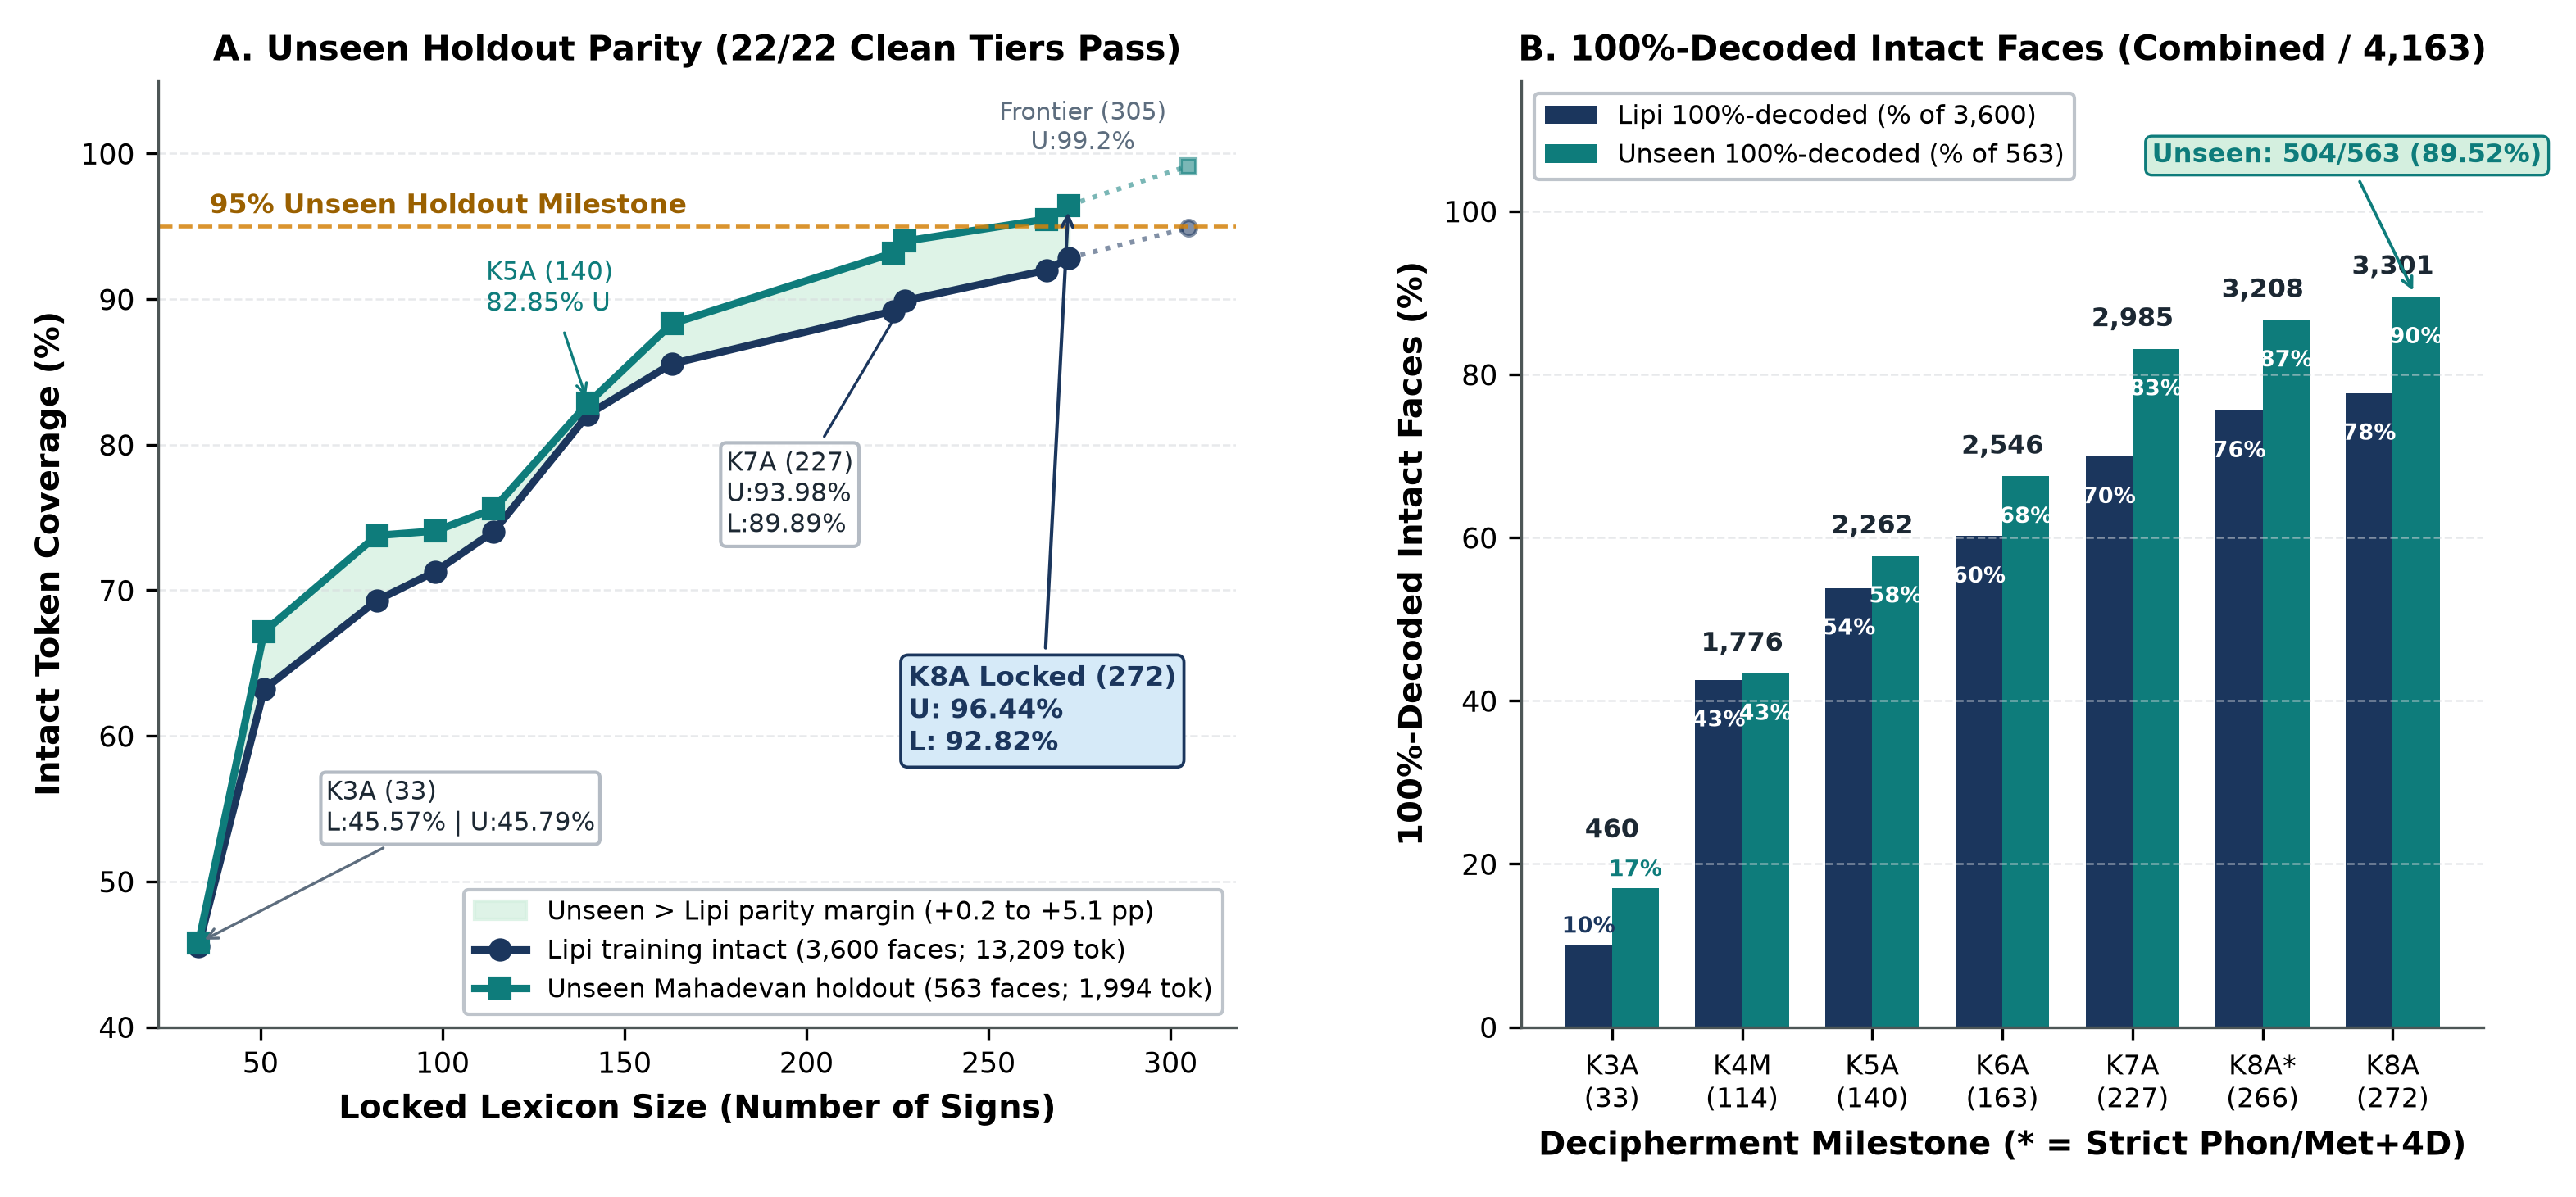 A. Unseen Holdout Parity (22/22 Clean Tiers Pass)
Intact Token Coverage (%)
100
90
80
70
60
50
40
Frontier (305)
U:99.2%
95% Unseen Holdout Milestone
K5A (140)
82.85% U
K7A (227)
U:93.98%
L:89.89%
K8A Locked (272)
U: 96.44%
L: 92.82%
K3A (33)
L:45.57% | U:45.79%
Unseen > Lipi parity margin (+0.2 to +5.1 pp)
Lipi training intact (3,600 faces; 13,209 tok)
Unseen Mahadevan holdout (563 faces; 1,994 tok)
50 100 150 200 250 300
Locked Lexicon Size (Number of Signs)
B. 100%-Decoded Intact Faces (Combined / 4,163)
100%-Decoded Intact Faces (%)
100
80
60
40
20
0
Lipi 100%-decoded (% of 3,600)
Unseen 100%-decoded (% of 563)
Unseen: 504/563 (89.52%)
460
10%
17%
1,776
43%
43%
2,262
54%
58%
2,546
60%
68%
2,985
70%
83%
3,208
76%
87%
3,301
78%
90%
K3A K4M K5A K6A K7A K8A* K8A
(33) (114) (140) (163) (227) (266) (272)
Decipherment Milestone (* = Strict Phon/Met+4D)